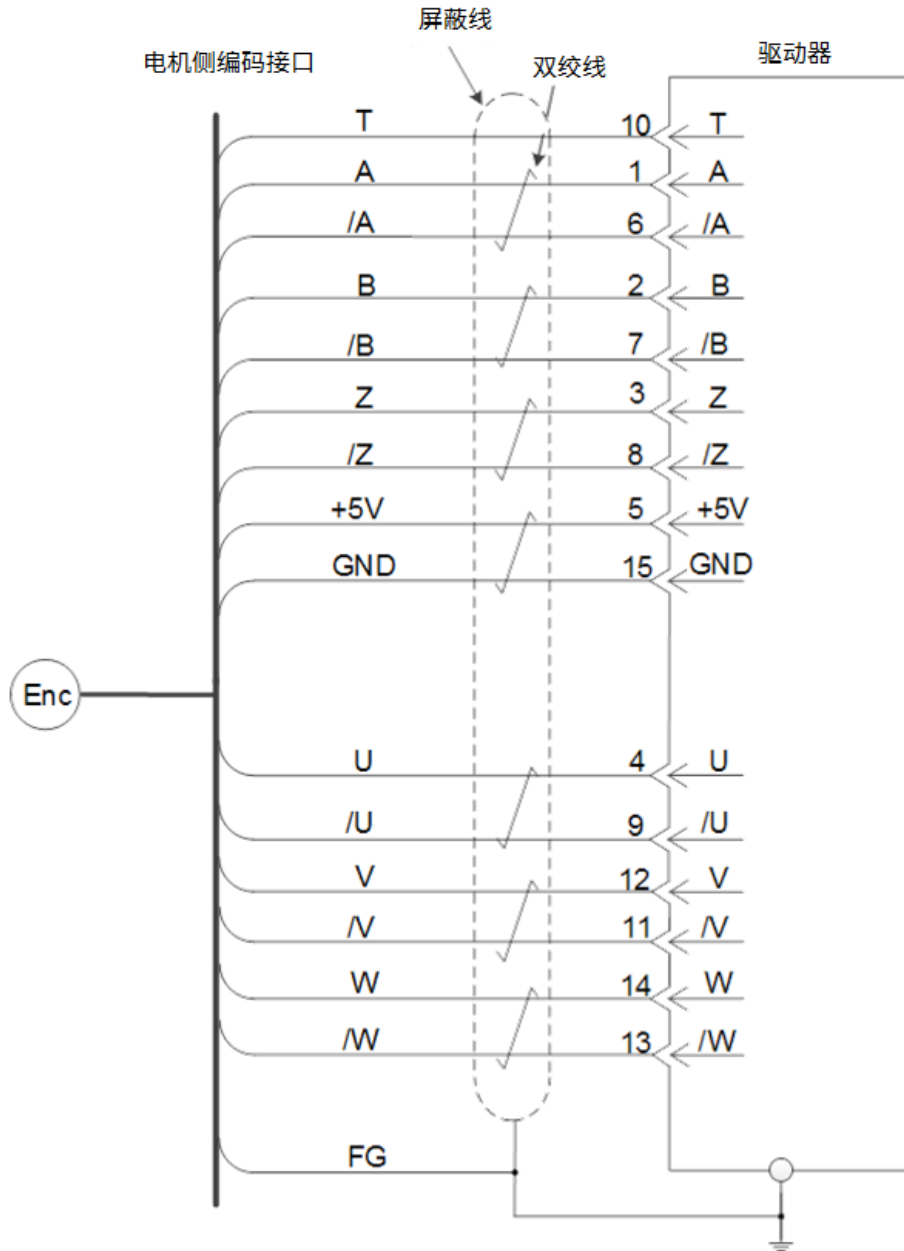 屏蔽线
电机侧编码接口
双绞线
驱动器
T 10 T
A 1 A
/A 6 /A
B 2 B
/B 7 /B
Z 3 Z
/Z 8 /Z
+5V 5 +5V
GND 15 GND
Enc
U 4 U
/U 9 /U
V 12 V
/V 11 /V
W 14 W
/W 13 /W
FG